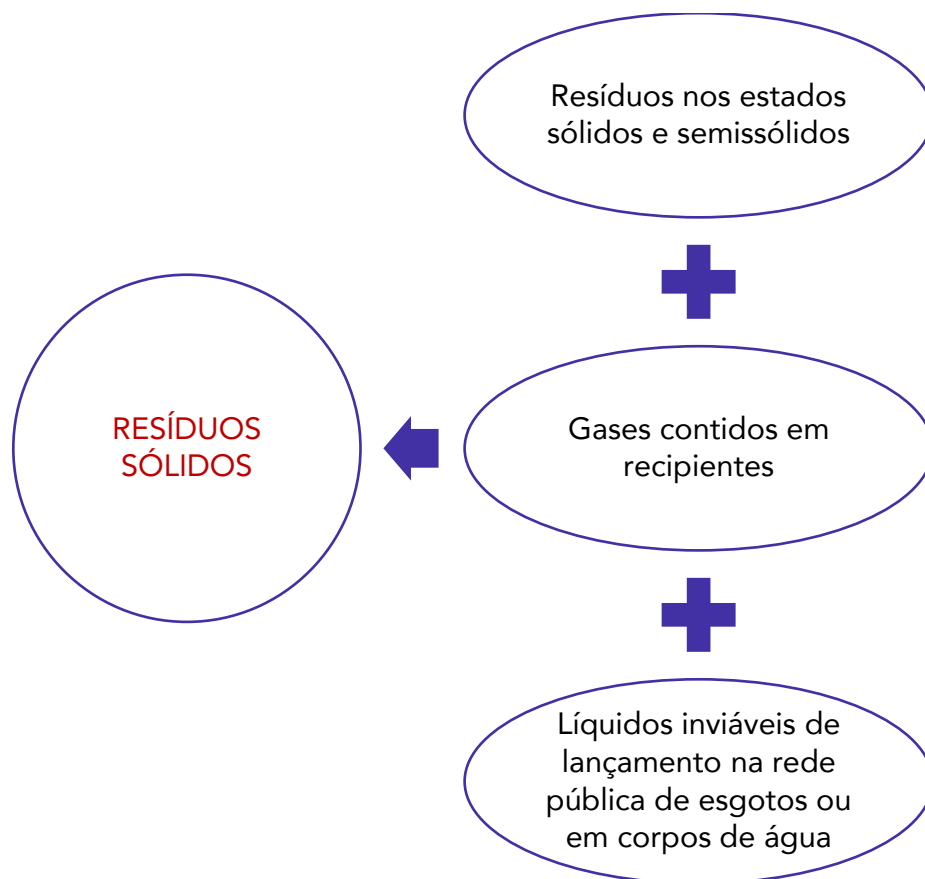 Resíduos nos estados
sólidos e semissólidos
RESÍDUOS
SÓLIDOS
Gases contidos em
recipientes
Líquidos inviáveis de
lançamento na rede
pública de esgotos ou
em corpos de água